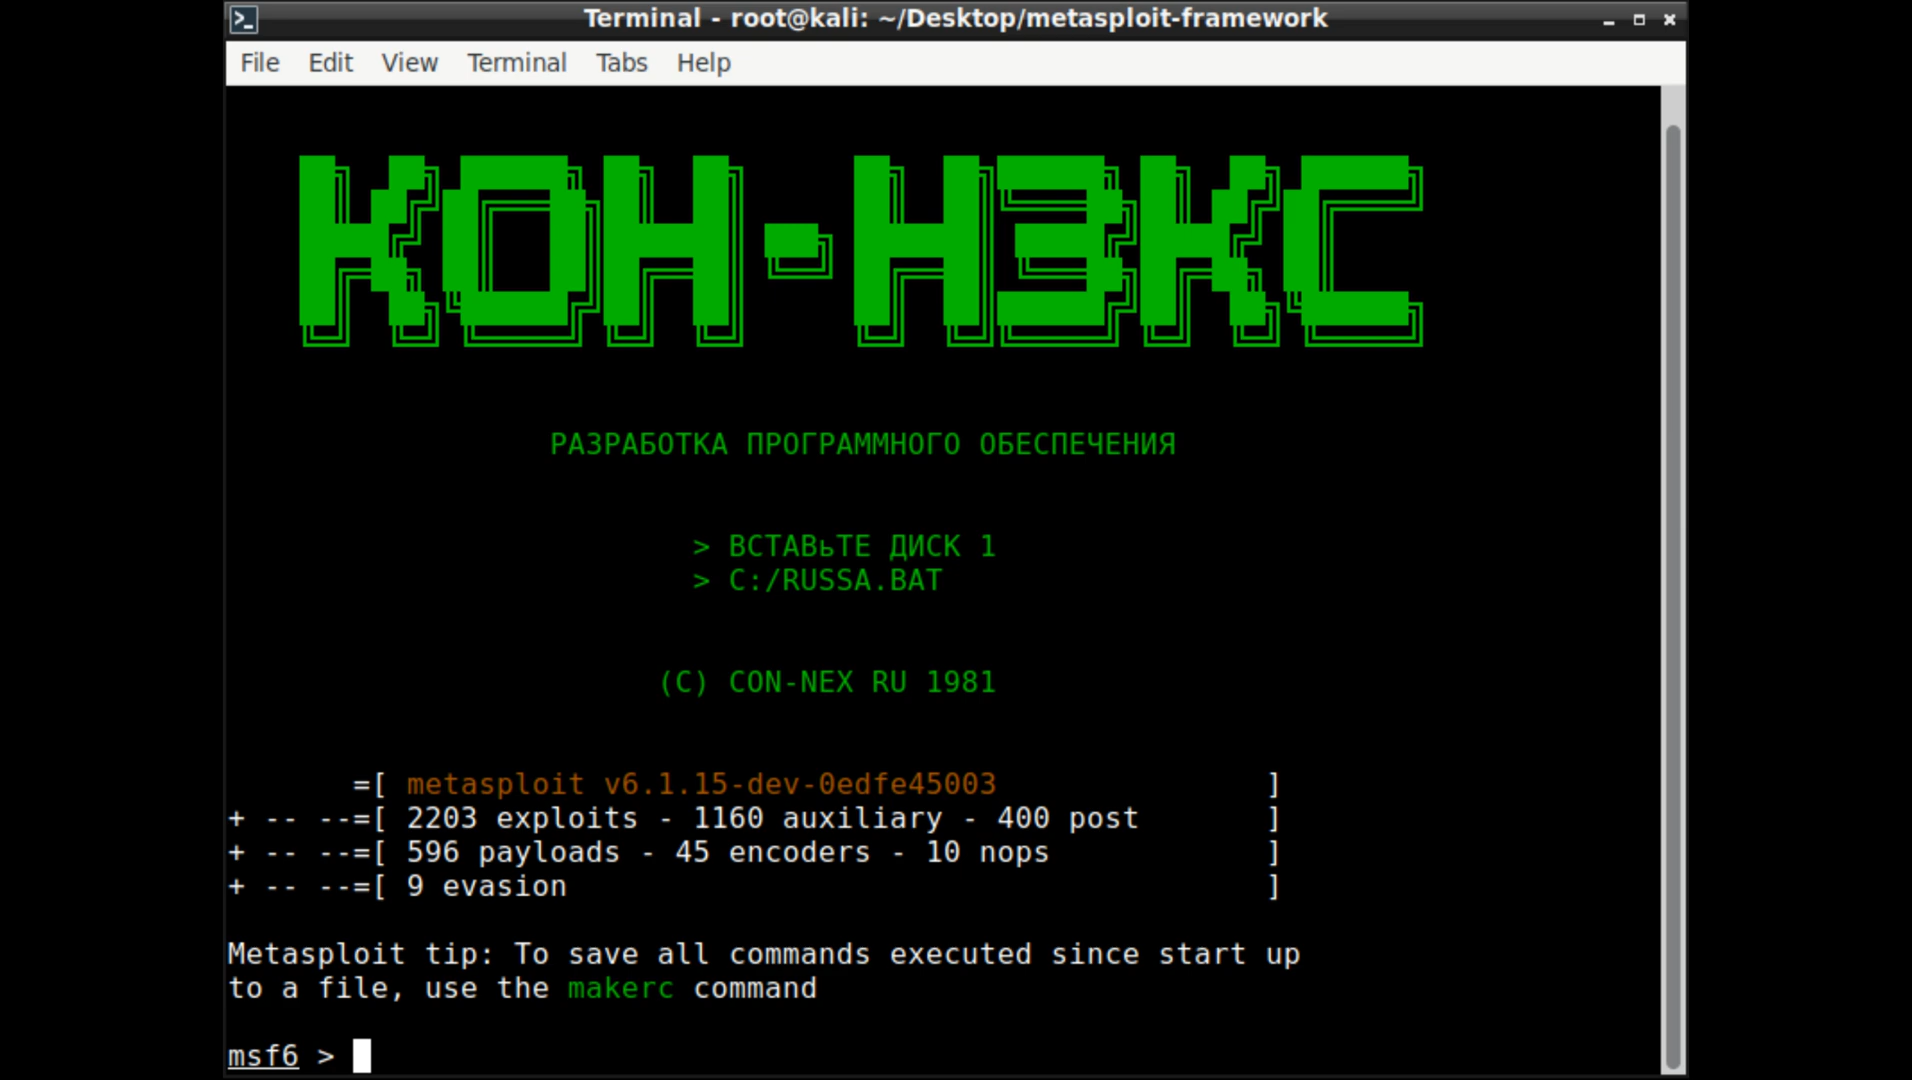 Terminal - root@kali: ~/Desktop/metasploit-framework
File Edit View Terminal Tabs Help
КОН-НЗКС
РАЗРАБОТКА ПРОГРАММНОГО ОБЕСПЕЧЕНИЯ
> ВСТАВьТЕ ДИСК 1
> C:/RUSSA.BAT
(C) CON-NEX RU 1981
=[ metasploit v6.1.15-dev-0edfe45003 ]
+ -- --=[ 2203 exploits - 1160 auxiliary - 400 post ]
+ -- --=[ 596 payloads - 45 encoders - 10 nops ]
+ -- --=[ 9 evasion ]
Metasploit tip: To save all commands executed since start up
to a file, use the makerc command
msf6 >